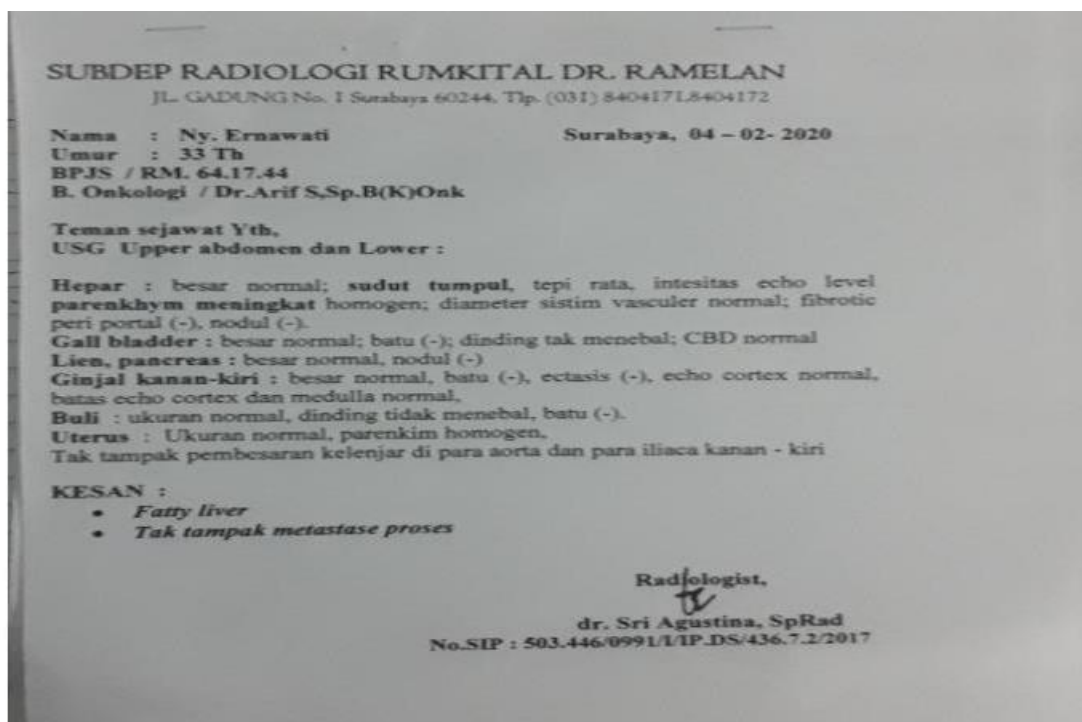 SUBDEP RADIOLOGI RUMKITAL DR. RAMELAN
JL. GADUNG No. 1 Surabaya 60244, Tlp. (031) 8404171,8404172
Nama : Ny. Ernawati Surabaya, 04 – 02- 2020
Umur : 33 Th
BPJS / RM. 64.17.44
B. Onkologi / Dr.Arif S,Sp.B(K)Onk
Teman sejawat Yth,
USG Upper abdomen dan Lower :
Hepar : besar normal; sudut tumpul, tepi rata, intesitas echo level
parenkhym meningkat homogen; diameter sistim vasculer normal; fibrotic
peri portal (-), nodul (-).
Gall bladder : besar normal; batu (-); dinding tak menebal; CBD normal
Lien, pancreas : besar normal, nodul (-)
Ginjal kanan-kiri : besar normal, batu (-), ectasis (-), echo cortex normal,
batas echo cortex dan medulla normal,
Buli : ukuran normal, dinding tidak menebal, batu (-).
Uterus : Ukuran normal, parenkim homogen,
Tak tampak pembesaran kelenjar di para aorta dan para iliaca kanan - kiri
KESAN :
• Fatty liver
• Tak tampak metastase proses
Radiologist,
dr. Sri Agustina, SpRad
No.SIP : 503.446/0991/I/IP.DS/436.7.2/2017